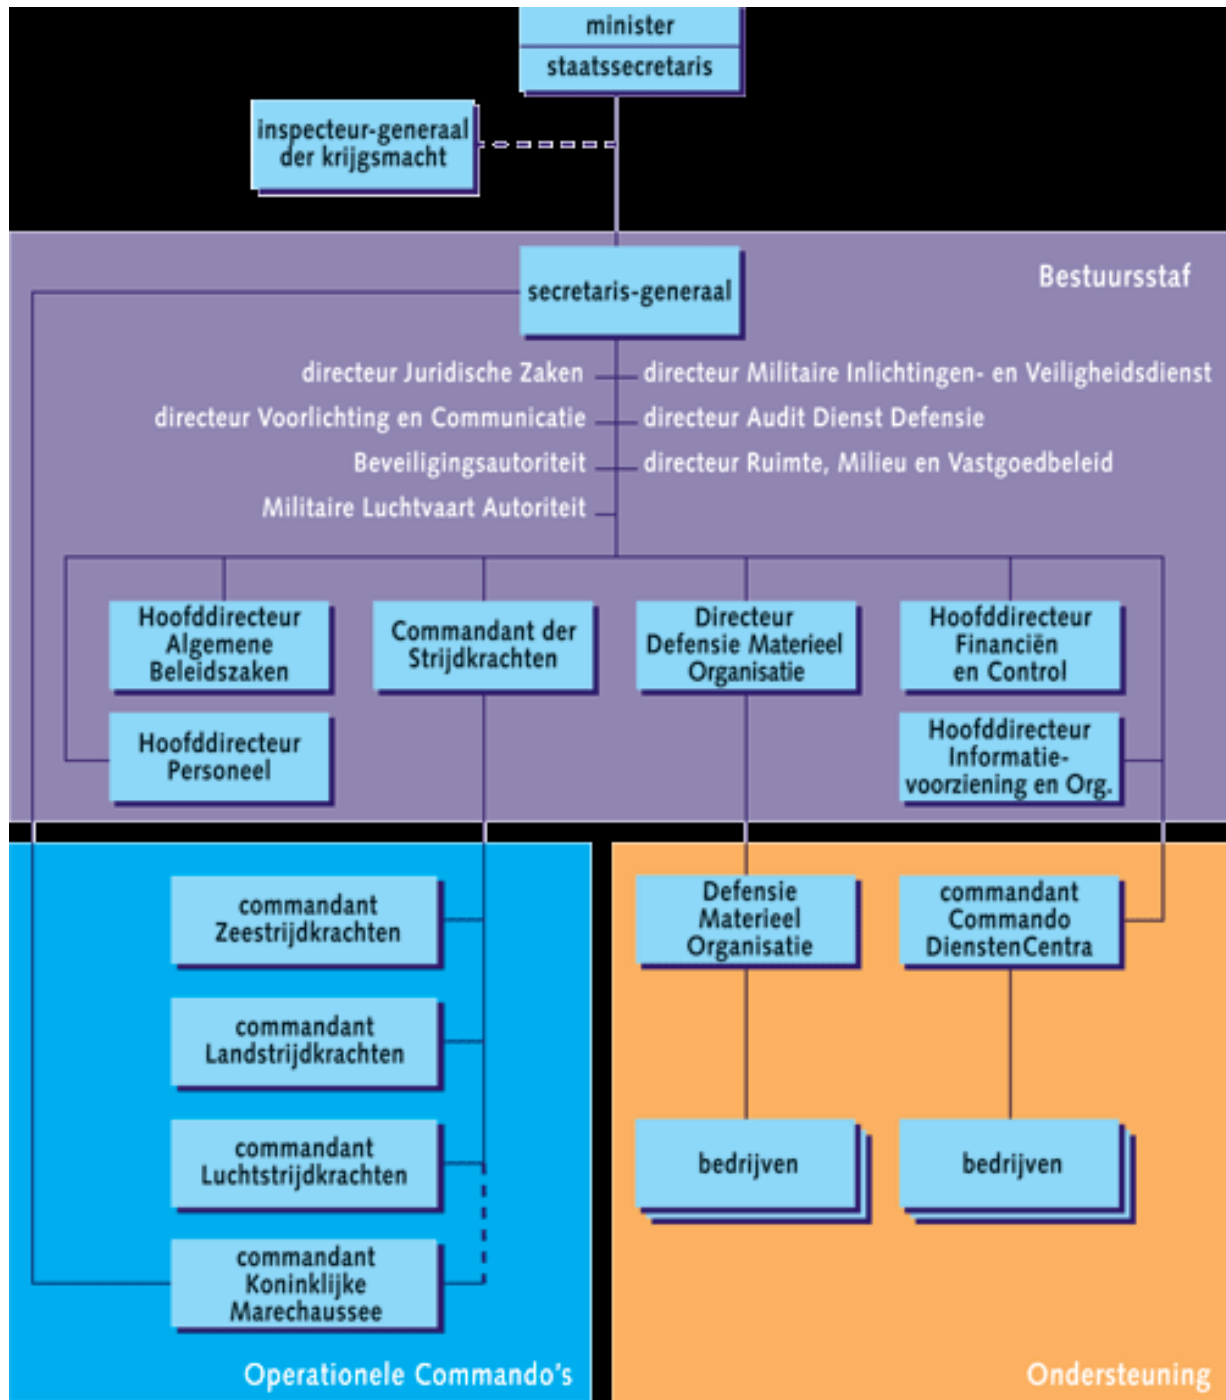 minister
staatssecretaris
inspecteur-generaal
der krijgsmacht
Bestuursstaf
secretaris-generaal
directeur Juridische Zaken
directeur Militaire Inlichtingen- en Veiligheidsdienst
directeur Voorlichting en Communicatie
directeur Audit Dienst Defensie
Beveiligingsautoriteit
directeur Ruimte, Milieu en Vastgoedbeleid
Militaire Luchtvaart Autoriteit
Hoofddirecteur
Algemene
Beleidszaken
Commandant der
Strijdkrachten
Directeur
Defensie Materieel
Organisatie
Hoofddirecteur
Financiën
en Control
Hoofddirecteur
Personeel
Hoofddirecteur
Informatie-
voorziening en Org.
commandant
Zeestrijdkrachten
commandant
Landstrijdkrachten
commandant
Luchtstrijdkrachten
commandant
Koninklijke
Marechaussee
Operationele Commando's
Defensie
Materieel
Organisatie
commandant
Commando
DienstenCentra
bedrijven
bedrijven
Ondersteuning